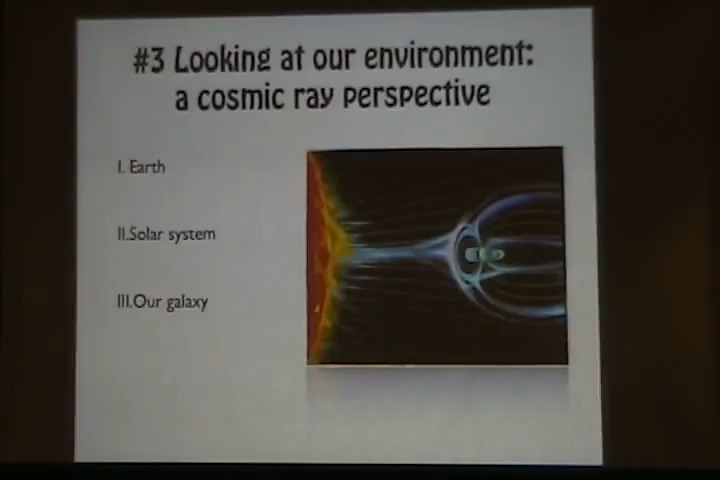 #3 Looking at our environment:
a cosmic ray perspective
I. Earth
II.Solar system
III.Our galaxy